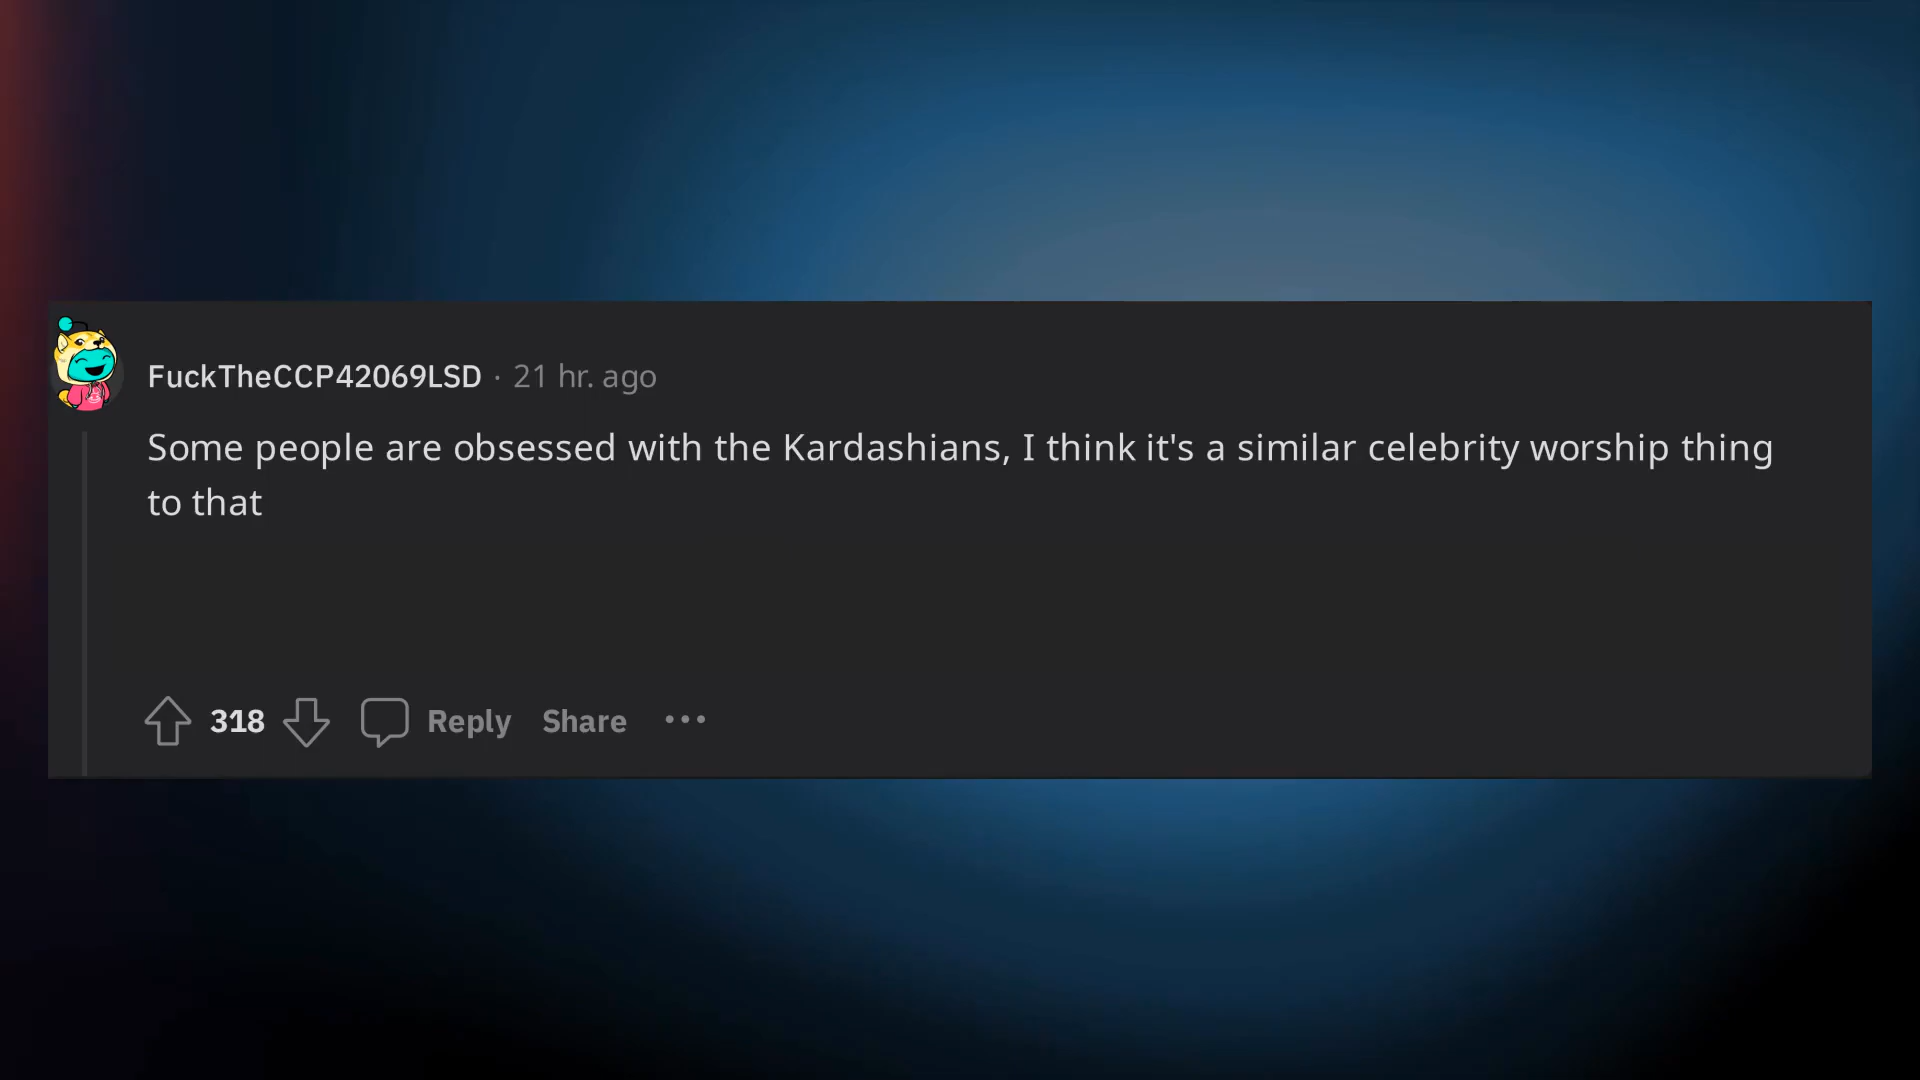 FuckTheCCP42069LSD · 21 hr. ago
Some people are obsessed with the Kardashians, I think it's a similar celebrity worship thing
to that
318 Reply Share ...